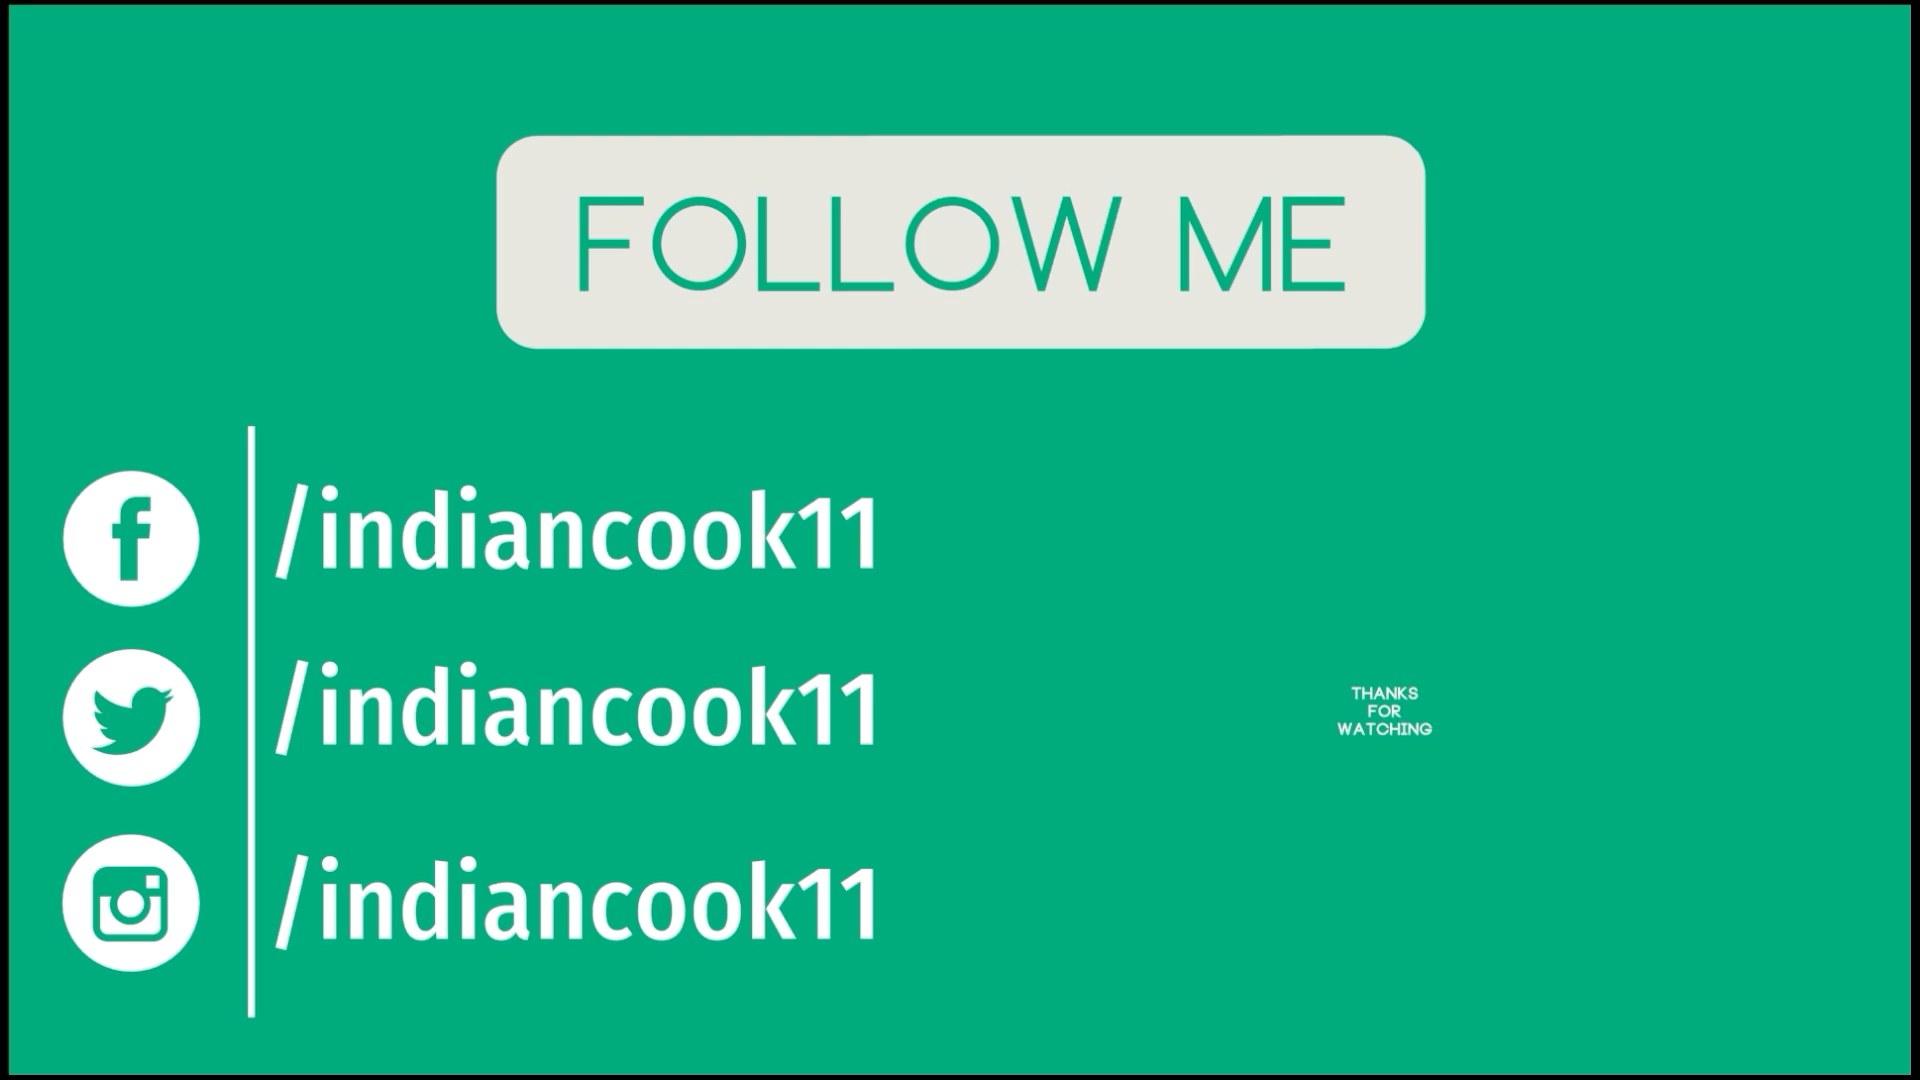 FOLLOW ME
/indiancook11
/indiancook11
/indiancook11
THANKS
FOR
WATCHING